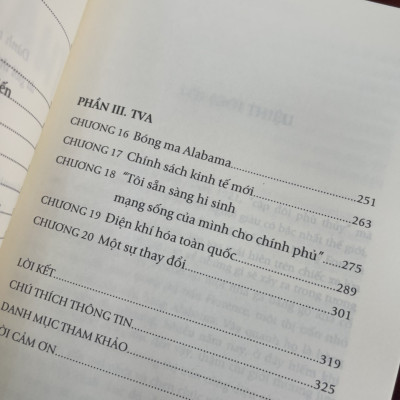 PHẦN III. TVA
CHƯƠNG 16 Bóng ma Alabama 251
CHƯƠNG 17 Chính sách kinh tế mới 263
CHƯƠNG 18 “Tôi sẵn sàng hi sinh
mạng sống của mình cho chính phủ” 275
CHƯƠNG 19 Điện khí hóa toàn quốc 289
CHƯƠNG 20 Một sự thay đổi 301
LỜI KẾT 319
CHÚ THÍCH THÔNG TIN 325
DANH MỤC THAM KHẢO
ỜI CẢM ƠN